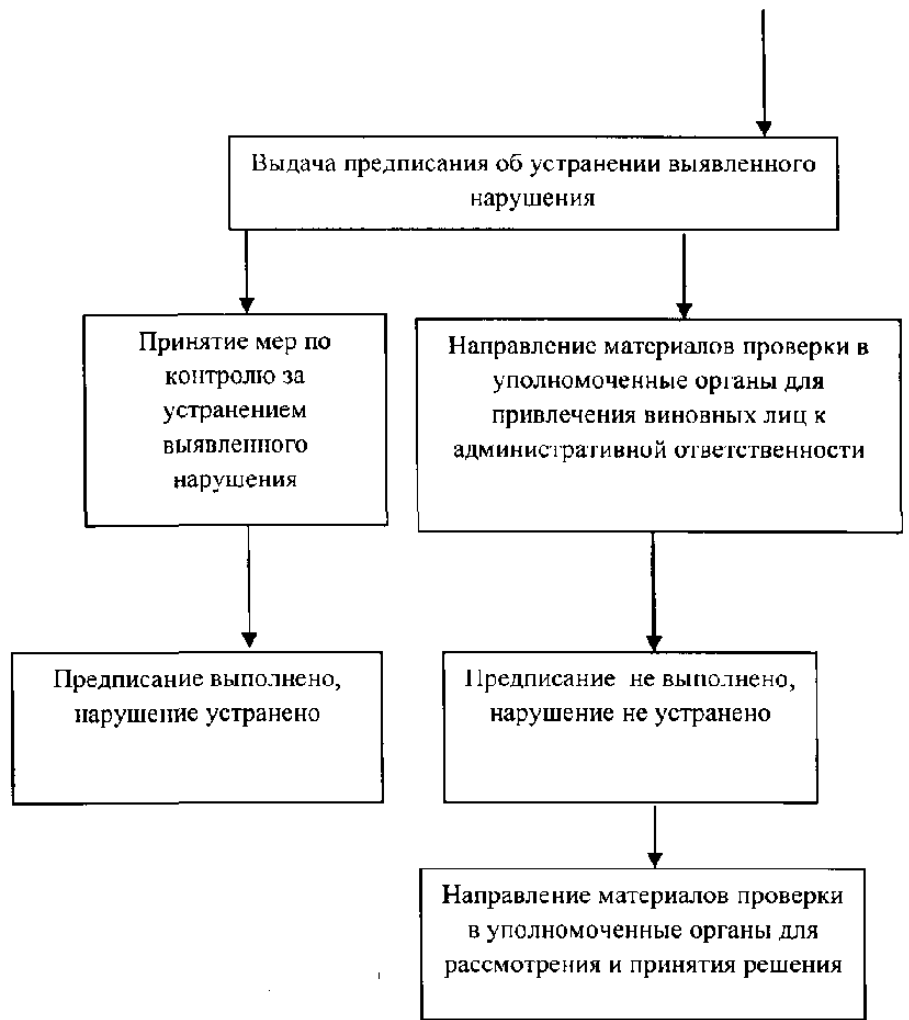 Выдача предписания об устранении выявленного
нарушения
Принятие мер по
контролю за
устранением
выявленного
нарушения
Направление материалов проверки в
уполномоченные органы для
привлечения виновных лиц к
административной ответственности
Предписание выполнено,
нарушение устранено
Предписание не выполнено,
нарушение не устранено
Направление материалов проверки
в уполномоченные органы для
рассмотрения и принятия решения